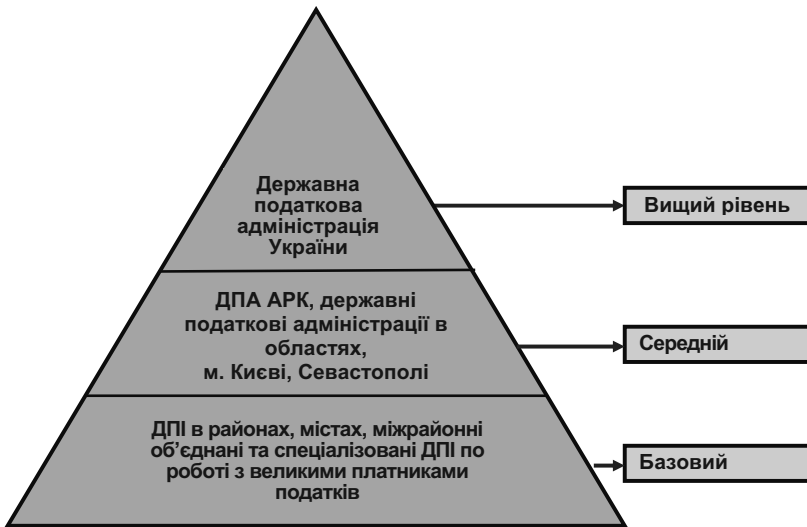 Державна
податкова
адміністрація
України
Вищий рівень
ДПА АРК, державні
податкові адміністрації в
областях,
м. Києві, Севастополі
Середній
ДПІ в районах, містах, міжрайонні
об’єднані та спеціалізовані ДПІ по
роботі з великими платниками
податків
Базовий